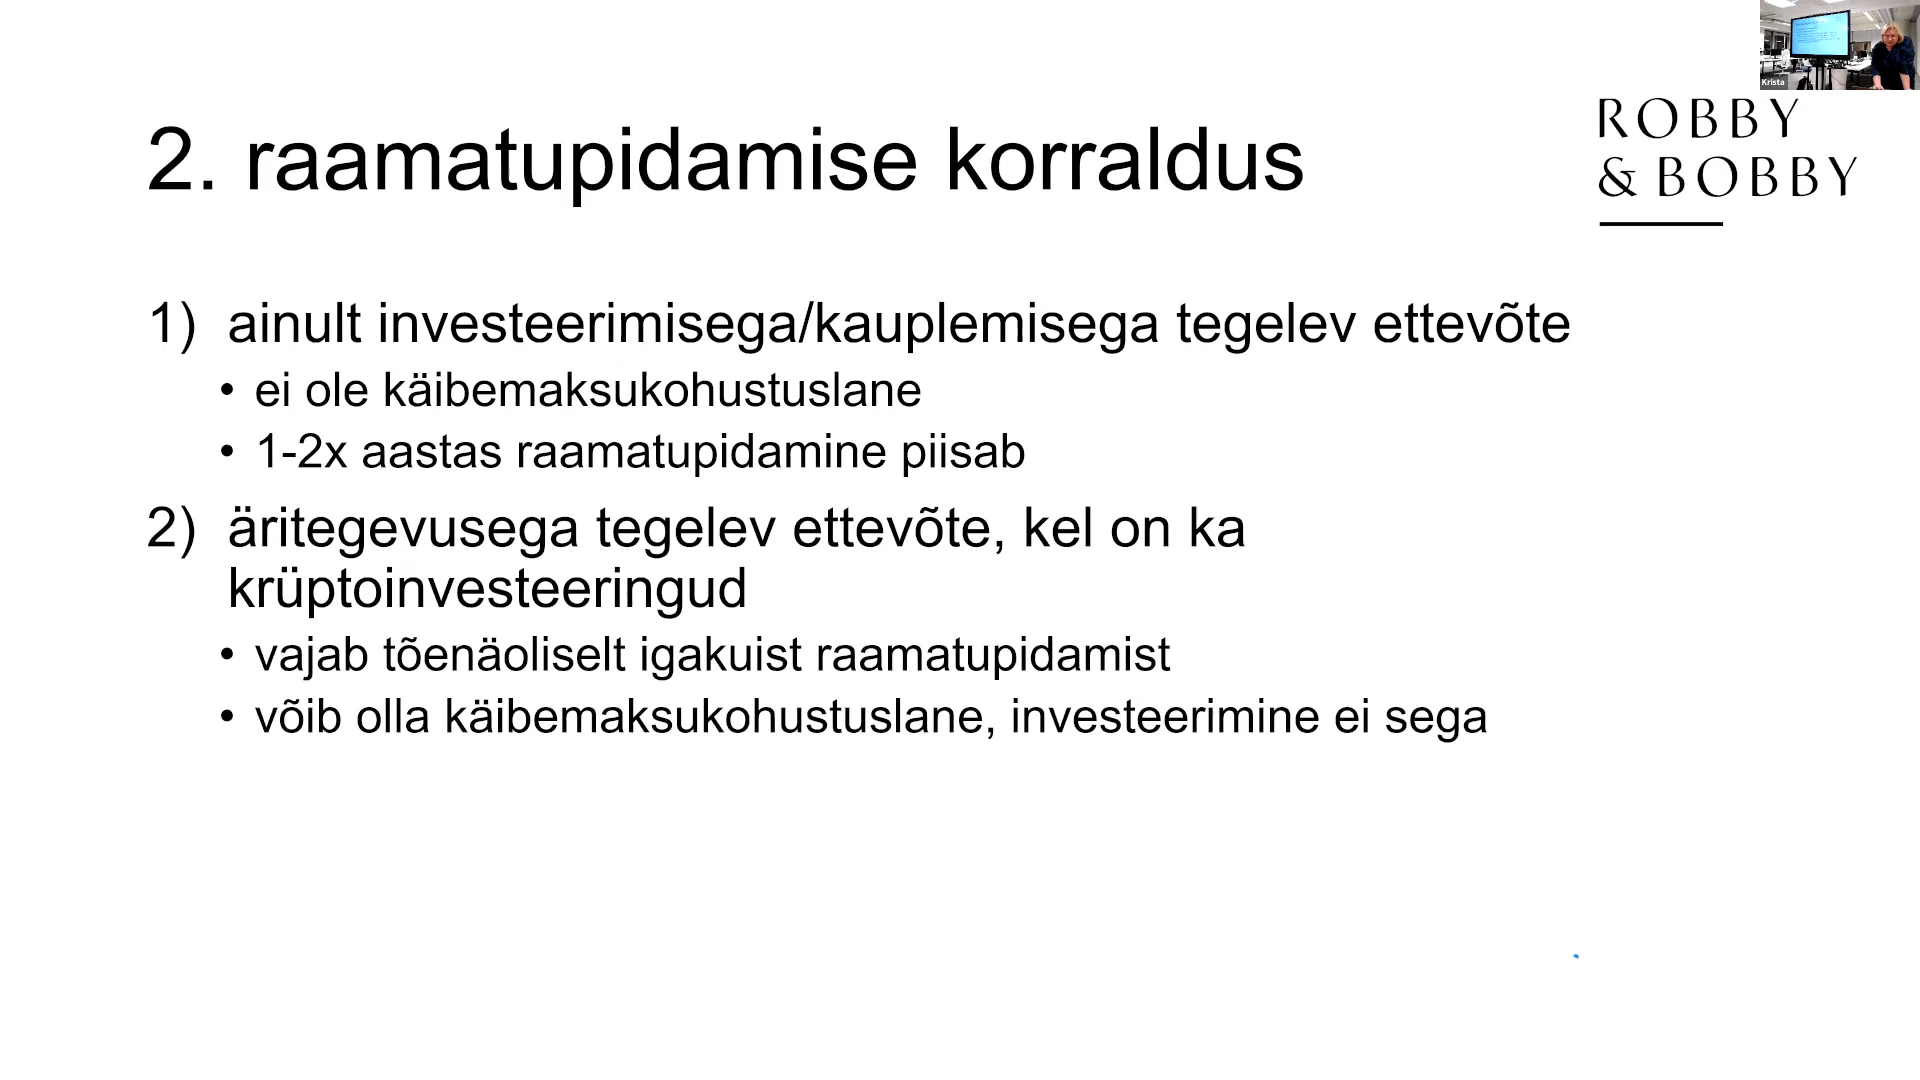 Krista
ROBBY
& BOBBY
2. raamatupidamise korraldus
1) ainult investeerimisega/kauplemisega tegelev ettevõte
• ei ole käibemaksukohustuslane
• 1-2x aastas raamatupidamine piisab
2) äritegevusega tegelev ettevõte, kel on ka
krüptoinvesteeringud
• vajab tõenäoliselt igakuist raamatupidamist
• võib olla käibemaksukohustuslane, investeerimine ei sega